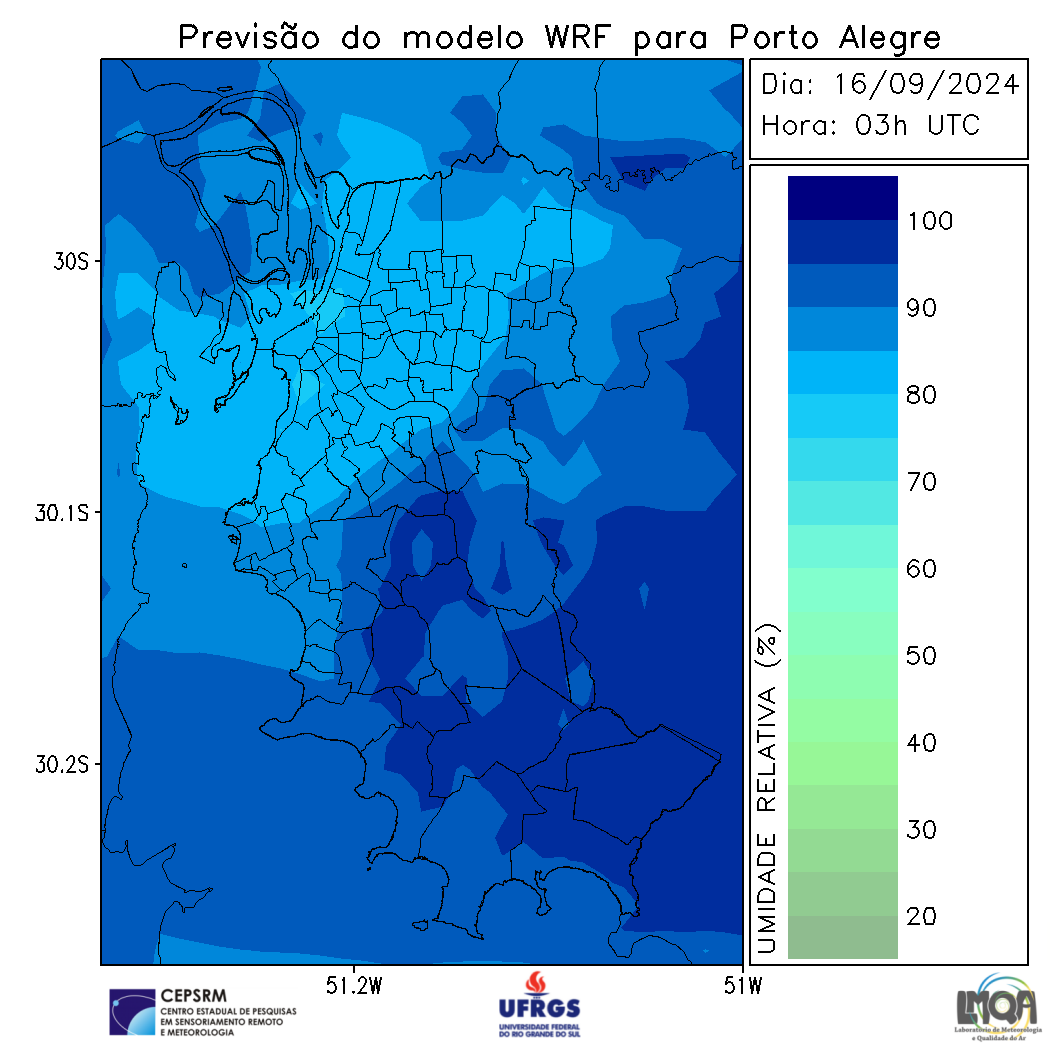 Previsão do modelo WRF para Porto Alegre
Dia: 16/09/2024
Hora: 03h UTC
30S
30.1S
30.2S
51.2W
51W
100
90
80
70
60
50
40
30
20
UMIDADE RELATIVA (%)
CEPSRM
CENTRO ESTADUAL DE PESQUISAS
EM SENSORIAMENTO REMOTO
E METEOROLOGIA
UFRGS
UNIVERSIDADE FEDERAL
DO RIO GRANDE DO SUL
LMQA
Laboratório de Meteorologia
e Qualidade do Ar